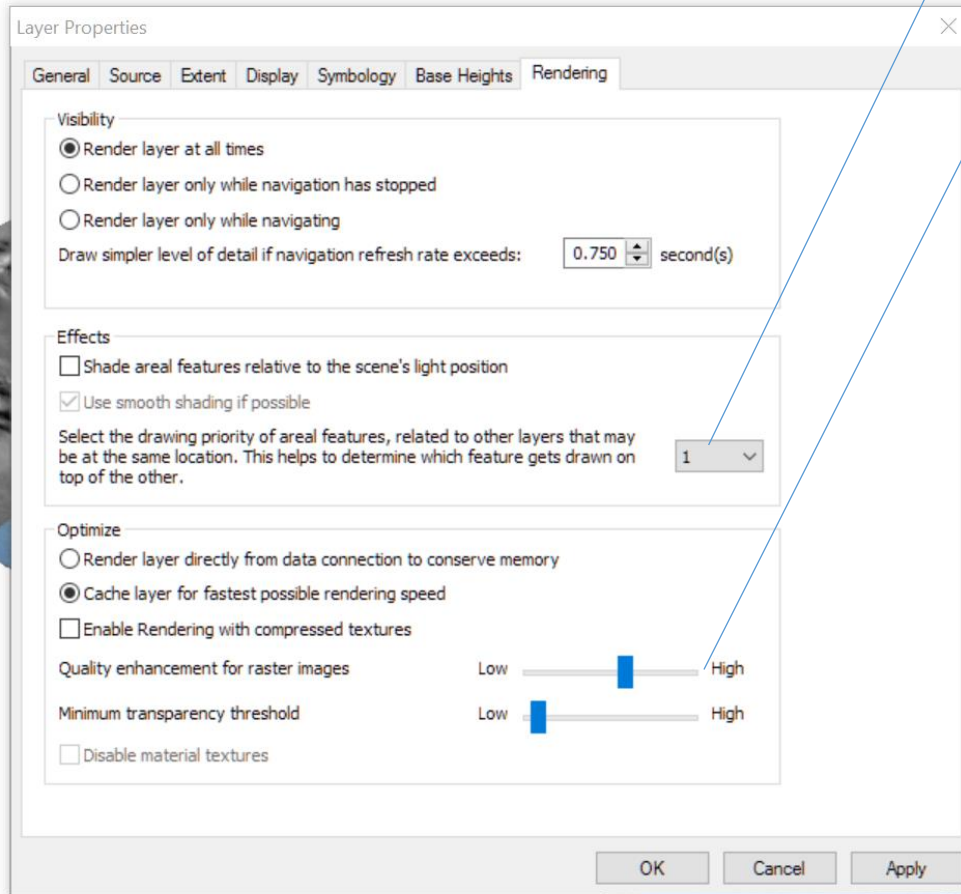 Layer Properties
General Source Extent Display Symbology Base Heights Rendering
Visibility
Render layer at all times
Render layer only while navigation has stopped
Render layer only while navigating
Draw simpler level of detail if navigation refresh rate exceeds: 0.750 second(s)
Effects
Shade areal features relative to the scene's light position
Use smooth shading if possible
Select the drawing priority of areal features, related to other layers that may
be at the same location. This helps to determine which feature gets drawn on
top of the other.
1
Optimize
Render layer directly from data connection to conserve memory
Cache layer for fastest possible rendering speed
Enable Rendering with compressed textures
Quality enhancement for raster images Low High
Minimum transparency threshold Low High
Disable material textures
OK Cancel Apply